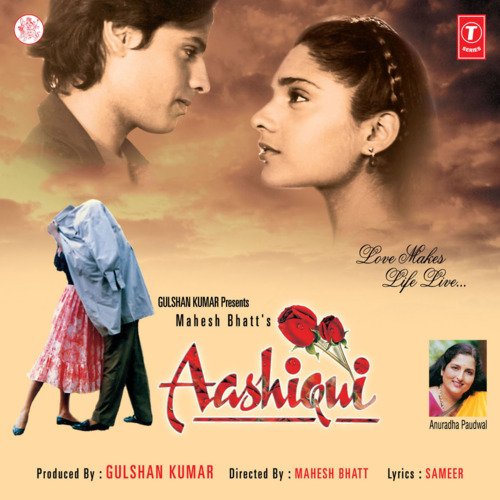 T
SERIES
Love Makes
Life Live...
GULSHAN KUMAR Presents
Mahesh Bhatt's
Aashiqui
Anuradha Paudwal
Produced By : GULSHAN KUMAR Directed By : MAHESH BHATT Lyrics : SAMEER